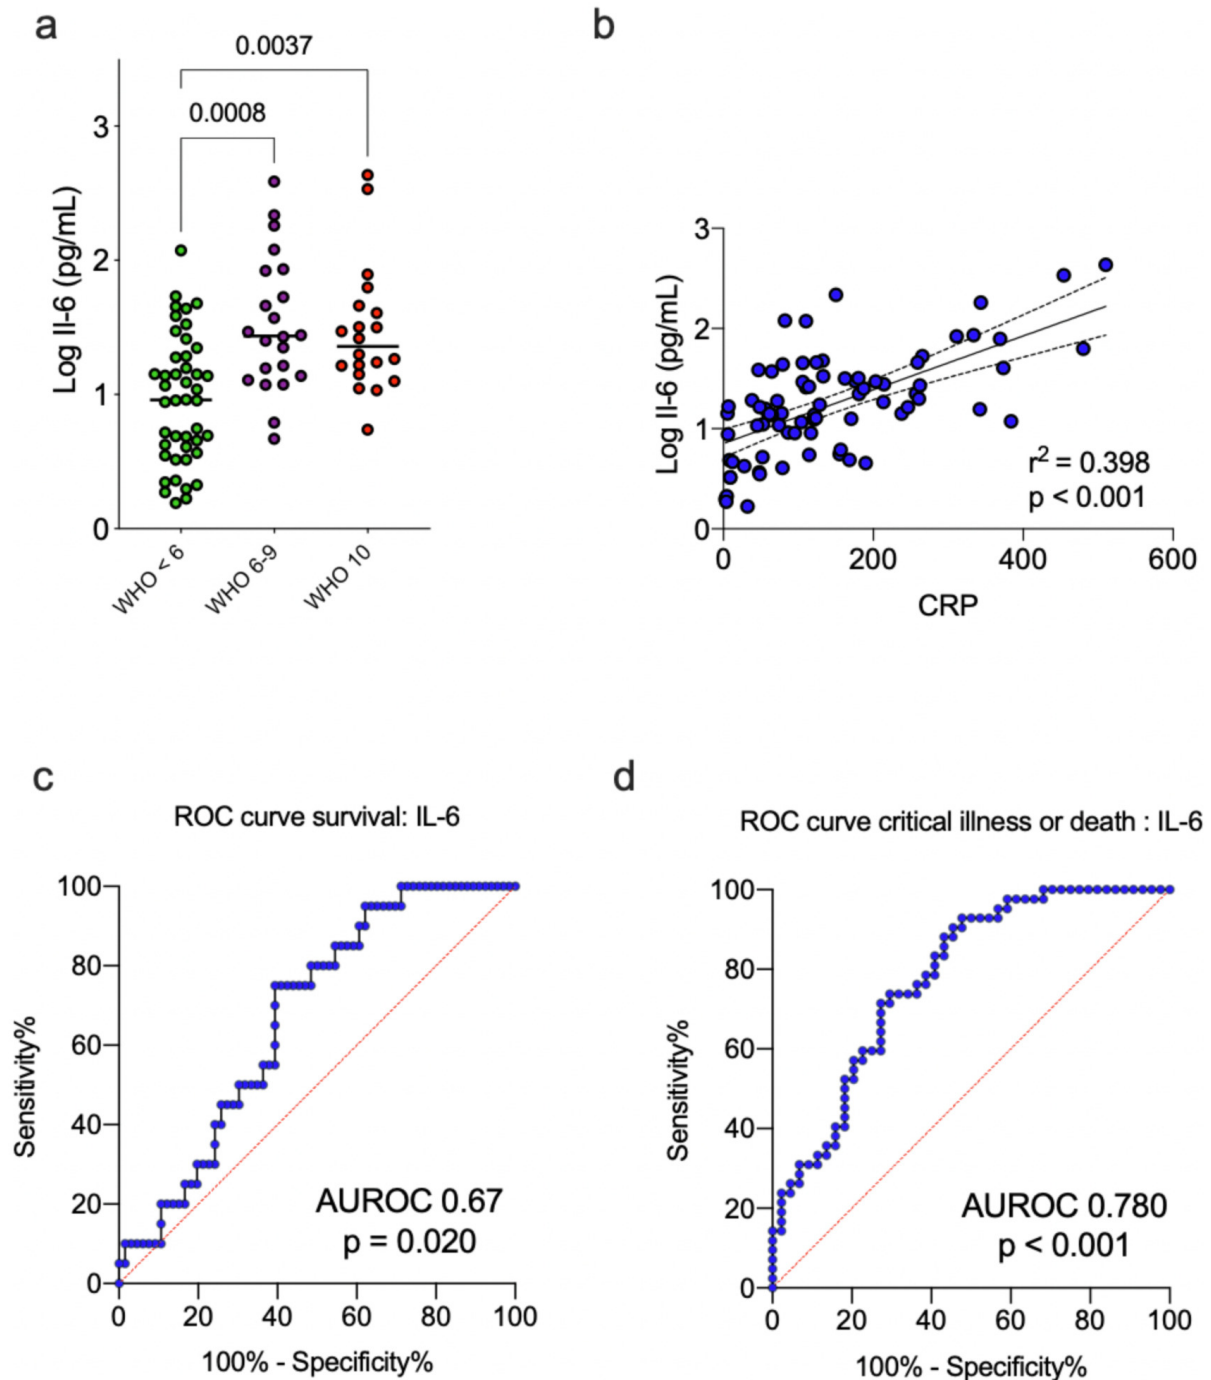 a
0.0037
0.0008
3
2
1
0
Log Il-6 (pg/mL)
WHO < 6
WHO 6-9
WHO 10
b
3
2
1
0
Log Il-6 (pg/mL)
r² = 0.398
p < 0.001
0 200 400 600
CRP
c
ROC curve survival: IL-6
100
80
60
40
20
0
Sensitivity%
AUROC 0.67
p = 0.020
0 20 40 60 80 100
100% - Specificity%
d
ROC curve critical illness or death : IL-6
100
80
60
40
20
0
Sensitivity%
AUROC 0.780
p < 0.001
0 20 40 60 80 100
100% - Specificity%